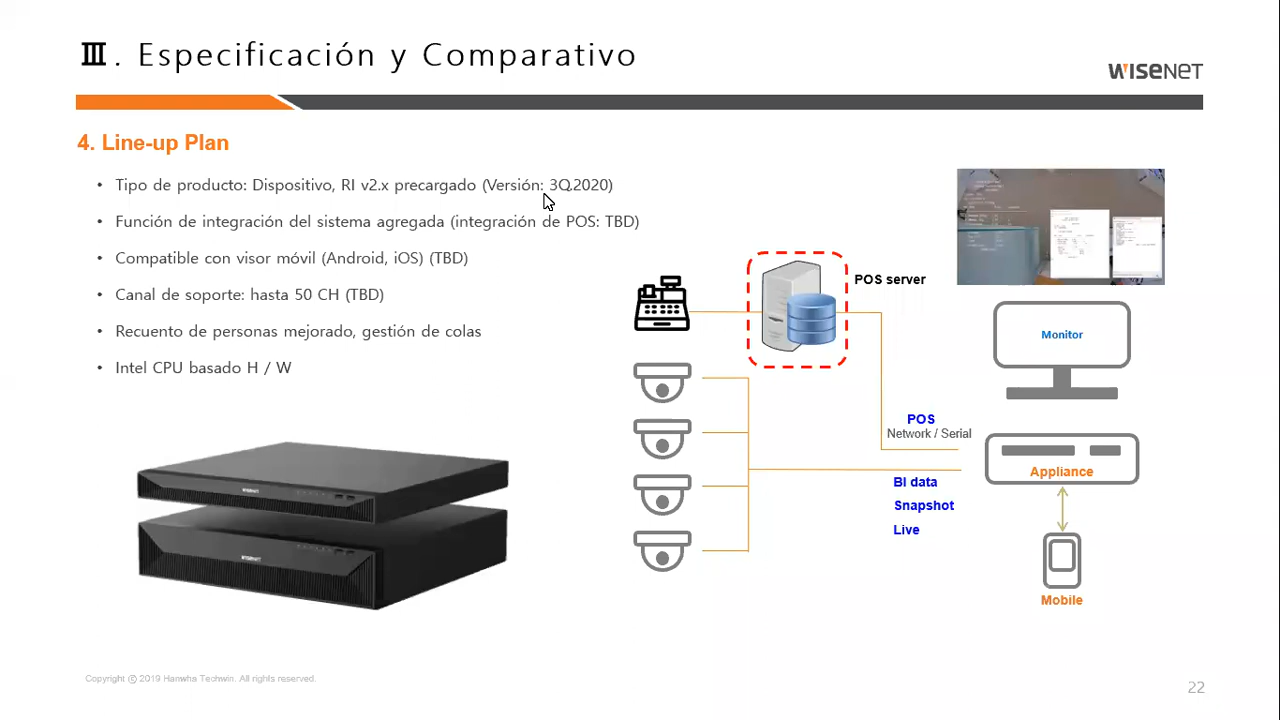 Ⅲ. Especificación y Comparativo
WISENET
4. Line-up Plan
• Tipo de producto: Dispositivo, RI v2.x precargado (Versión: 3Q.2020)
• Función de integración del sistema agregada (integración de POS: TBD)
• Compatible con visor móvil (Android, iOS) (TBD)
• Canal de soporte: hasta 50 CH (TBD)
• Recuento de personas mejorado, gestión de colas
• Intel CPU basado H / W
POS server
Monitor
POS
Network / Serial
Appliance
BI data
Snapshot
Live
Mobile
WISENET
WISENET
Copyright ⓒ 2019 Hanwha Techwin. All rights reserved.
22